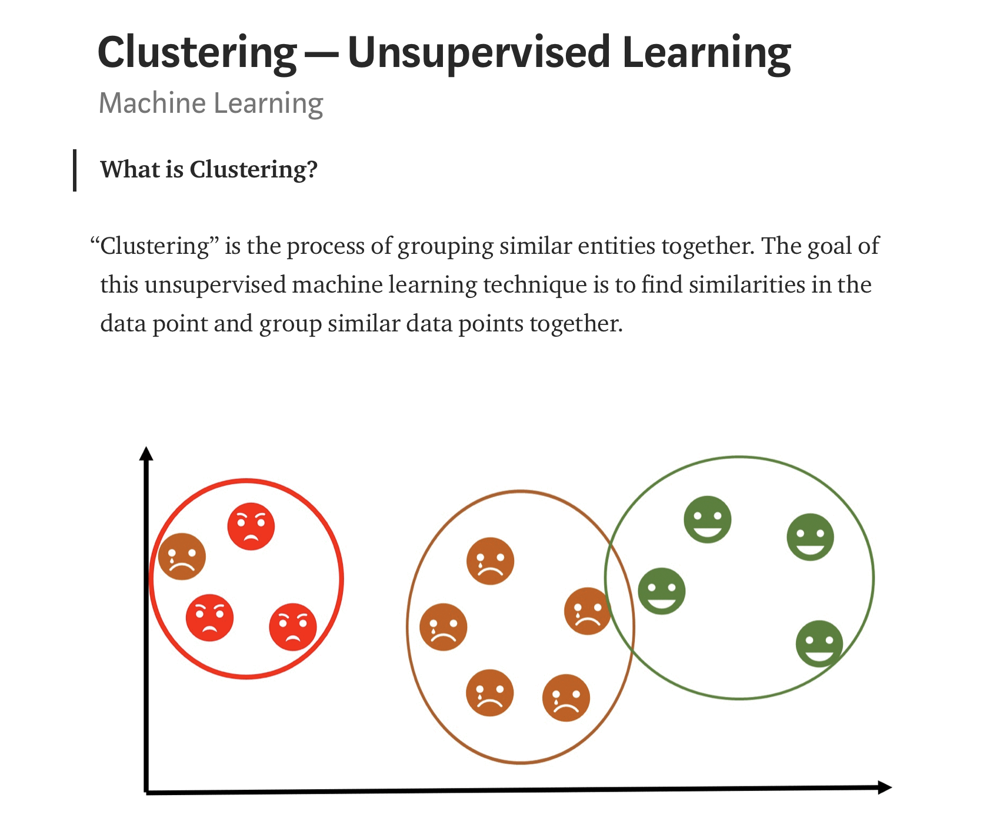 Clustering — Unsupervised Learning
Machine Learning
What is Clustering?
“Clustering” is the process of grouping similar entities together. The goal of
this unsupervised machine learning technique is to find similarities in the
data point and group similar data points together.